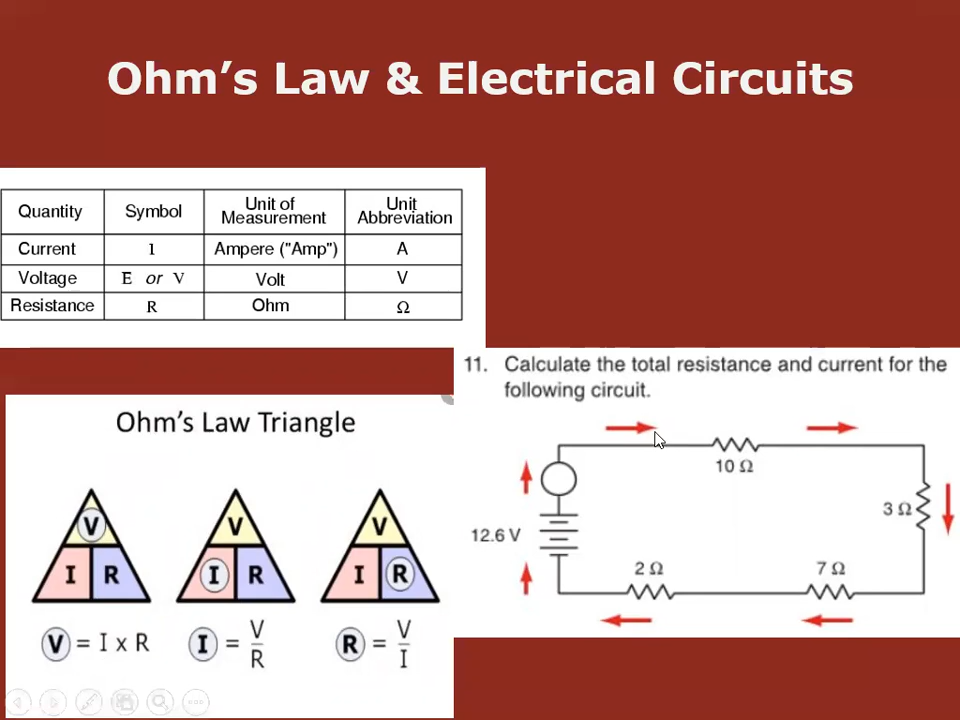 Ohm's Law & Electrical Circuits
Quantity Symbol Unit of Measurement Unit Abbreviation
Current I Ampere ("Amp") A
Voltage E or V Volt V
Resistance R Ohm Ω
11. Calculate the total resistance and current for the
following circuit.
10 Ω
3 Ω
12.6 V
2 Ω
7 Ω
Ohm's Law Triangle
V V V
I R I R I R
V = I x R
I = V/R
R = V/I